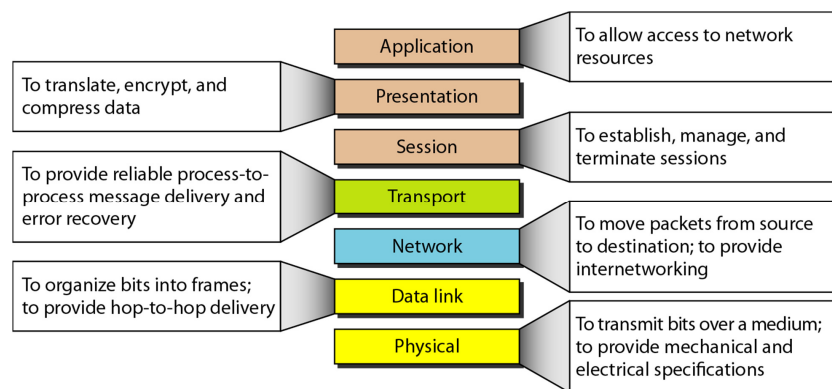 Application
To allow access to network
resources
To translate, encrypt, and
compress data
Presentation
Session
To establish, manage, and
terminate sessions
To provide reliable process-to-
process message delivery and
error recovery
Transport
Network
To move packets from source
to destination; to provide
internetworking
To organize bits into frames;
to provide hop-to-hop delivery
Data link
Physical
To transmit bits over a medium;
to provide mechanical and
electrical specifications